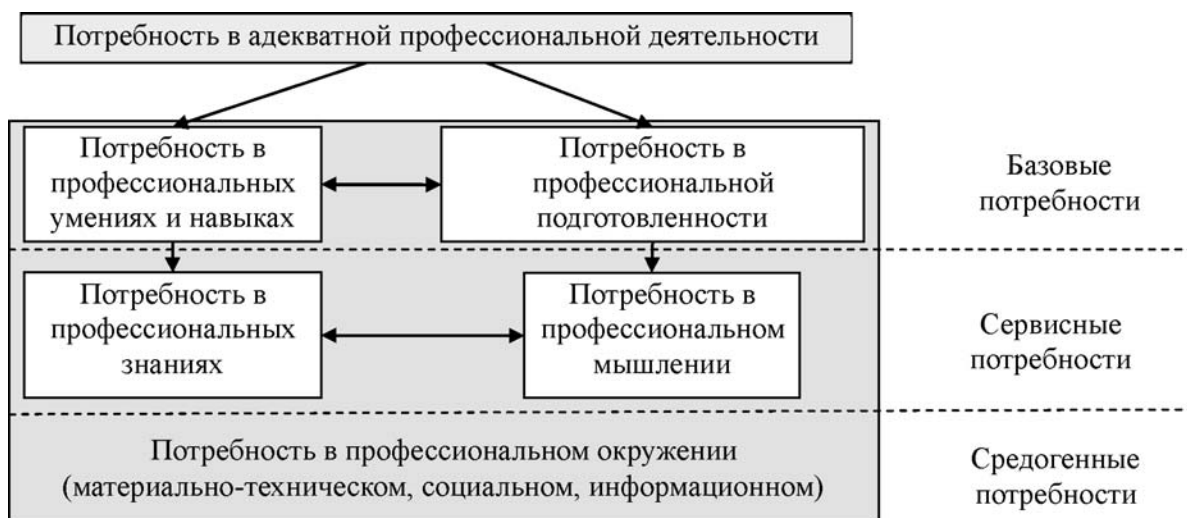 Потребность в адекватной профессиональной деятельности
Потребность в
профессиональных
умениях и навыках
Потребность в
профессиональной
подготовленности
Базовые
потребности
Потребность в
профессиональных
знаниях
Потребность в
профессиональном
мышлении
Сервисные
потребности
Потребность в профессиональном окружении
(материально-техническом, социальном, информационном)
Средогенные
потребности